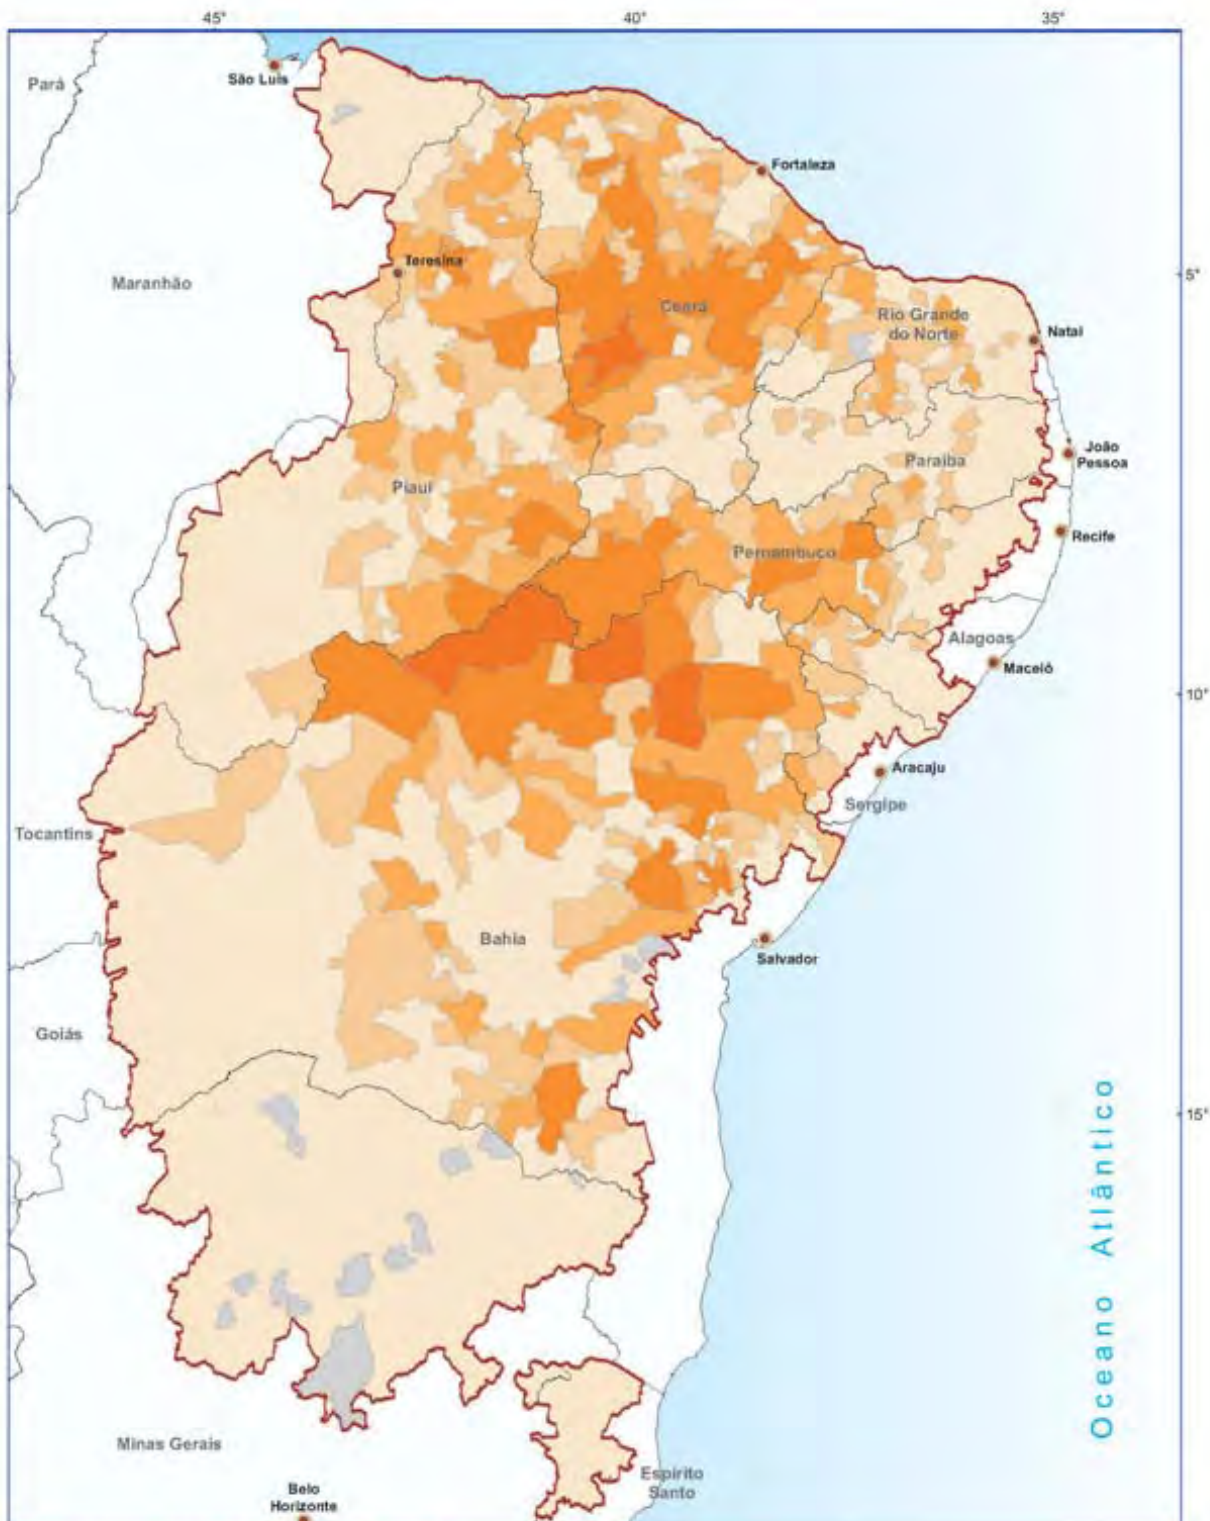 45°
40°
35°
São Luís
Pará
Fortaleza
Teresina
5°
Maranhão
Ceará
Rio Grande
do Norte
Natal
João
Pessoa
Paraíba
Piauí
Recife
Pernambuco
Alagoas
Maceió
10°
Aracaju
Sergipe
Tocantins
Bahia
Salvador
Goiás
15°
Oceano Atlântico
Minas Gerais
Espírito
Santo
Belo
Horizonte